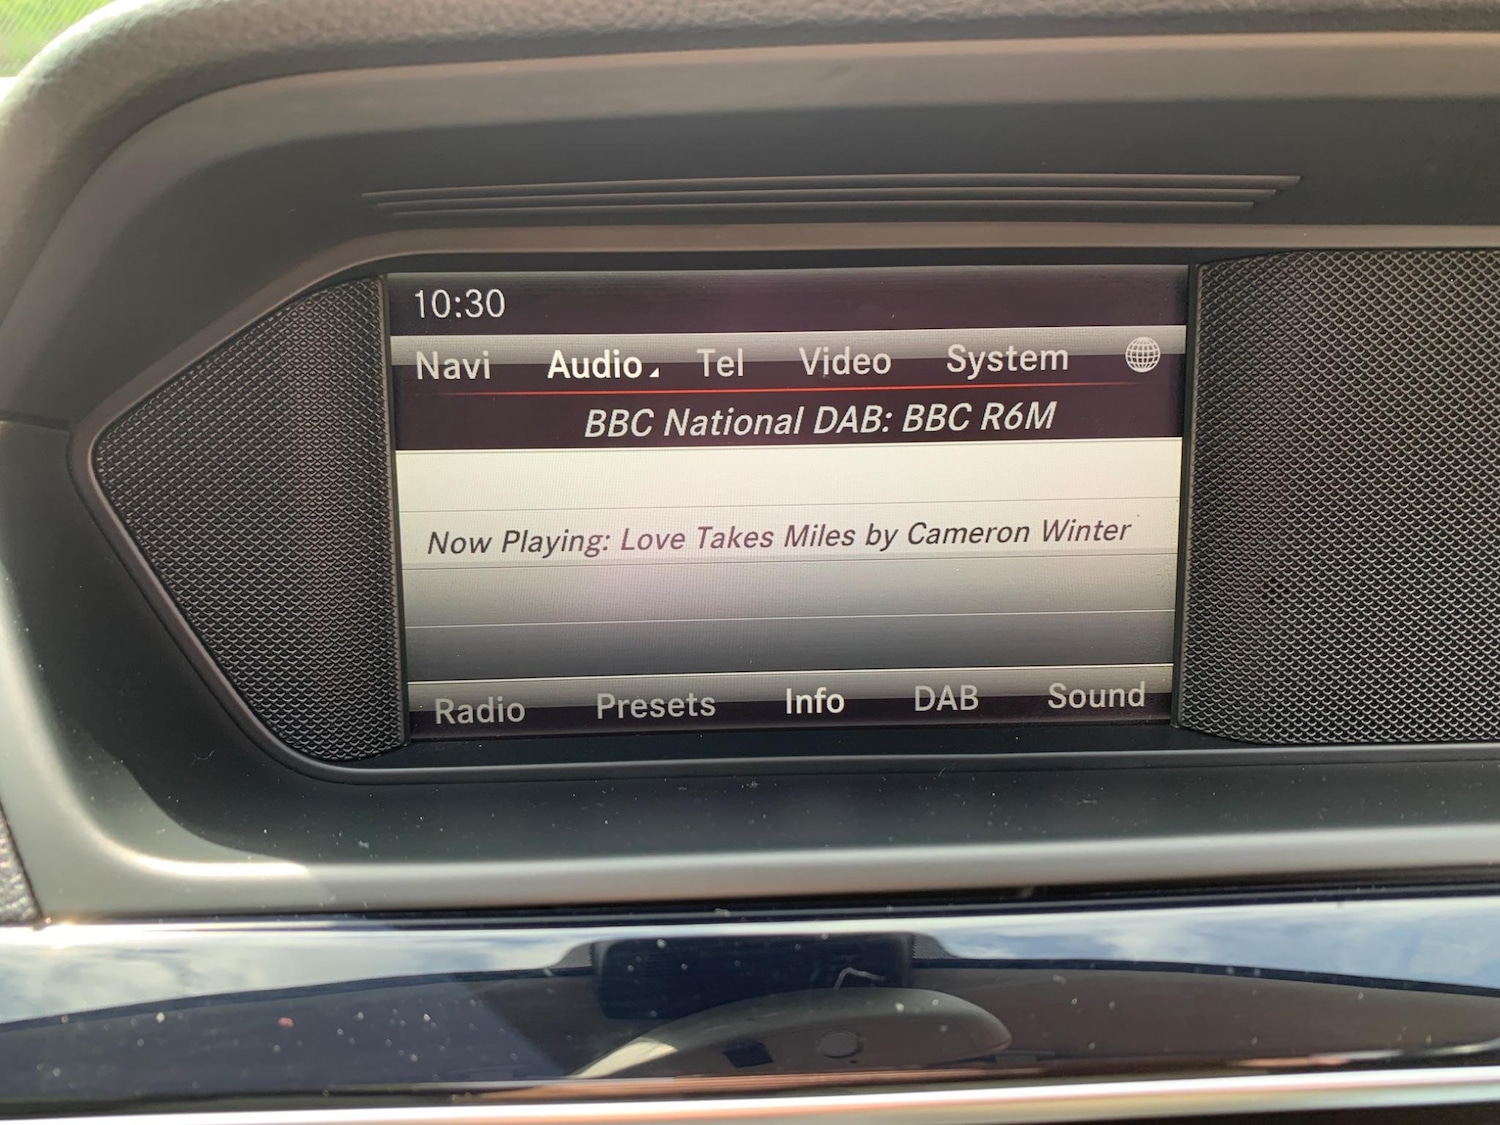 10:30
Navi Audio Tel Video System
BBC National DAB: BBC R6M
Now Playing: Love Takes Miles by Cameron Winter
Radio Presets Info DAB Sound